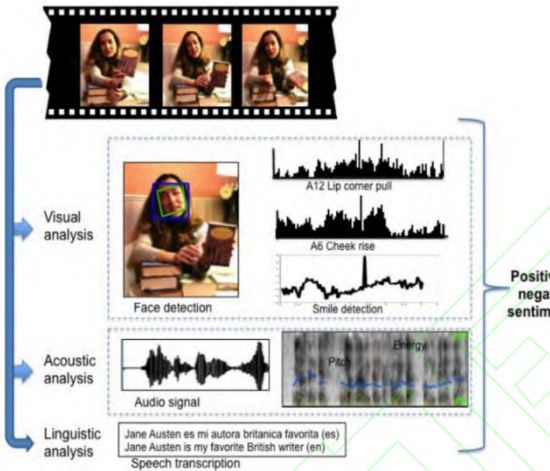 Visual
analysis
A12 Lip corner pull
A6 Cheek rise
Face detection
Smile detection
Acoustic
analysis
Energy
Pitch
Audio signal
Linguistic
analysis
Jane Austen es mi autora britanica favorita (es)
Jane Austen is my favorite British writer (en)
Speech transcription